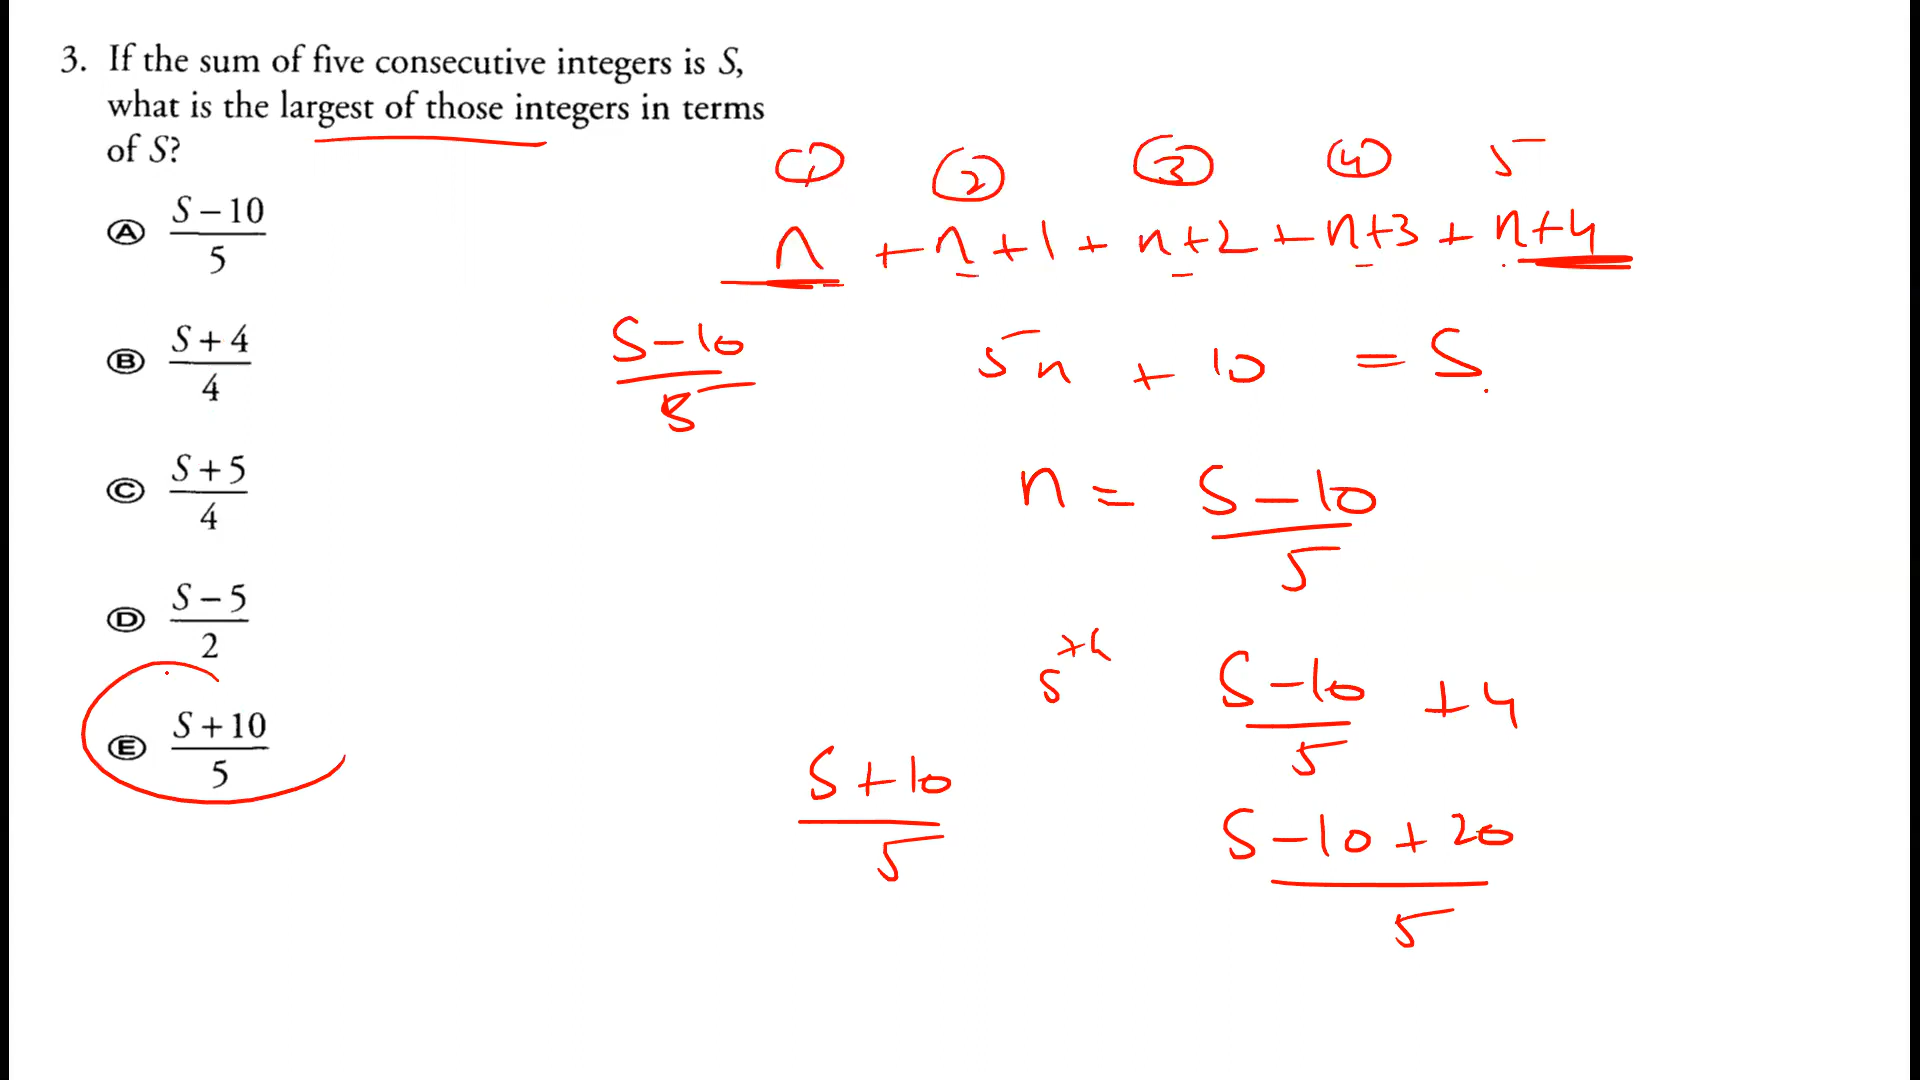 3. If the sum of five consecutive integers is S,
what is the largest of those integers in terms
of S?
Ⓐ (S – 10)/5
Ⓑ (S + 4)/4
Ⓒ (S + 5)/4
Ⓓ (S – 5)/2
Ⓔ (S + 10)/5
① ② ③ ④ 5
n + n+1 + n+2 + n+3 + n+4
5n + 10 = S
(S-10)/5
n = (S-10)/5
5th (S-10)/5 +4
(S-10+20)/5
(S+10)/5